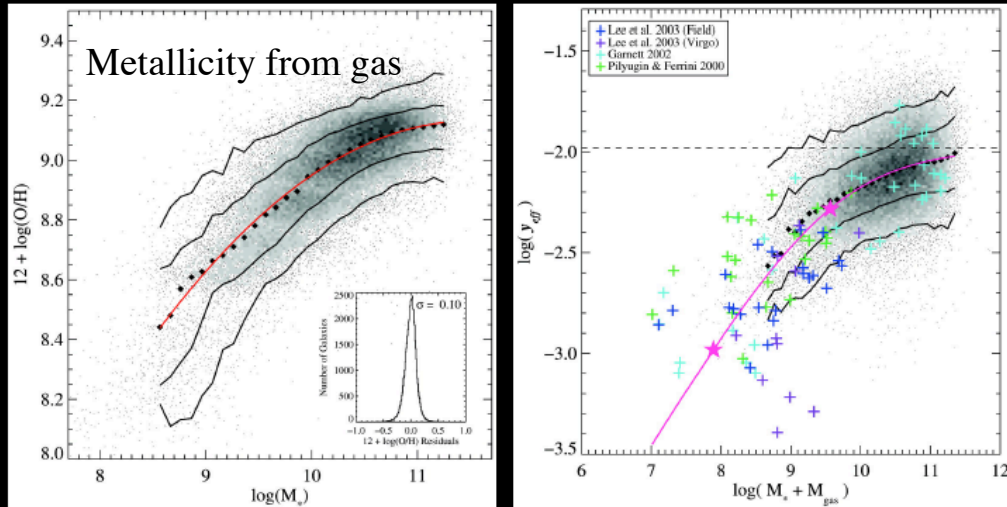 Metallicity from gas
9.4
9.2
9.0
8.8
8.6
8.4
8.2
8.0
12 + log(O/H)
8
9
10
11
log(M*)
σ = 0.10
2500
2000
1500
1000
500
0
Number of Galaxies
-1.0
-0.5
0.0
0.5
1.0
12 + log(O/H) Residuals
Lee et al. 2003 (Field)
Lee et al. 2003 (Virgo)
Garnett 2002
Pilyugin & Ferrini 2000
-1.5
-2.0
-2.5
-3.0
-3.5
log( y_eff)
6
7
8
9
10
11
12
log( M* + Mgas)